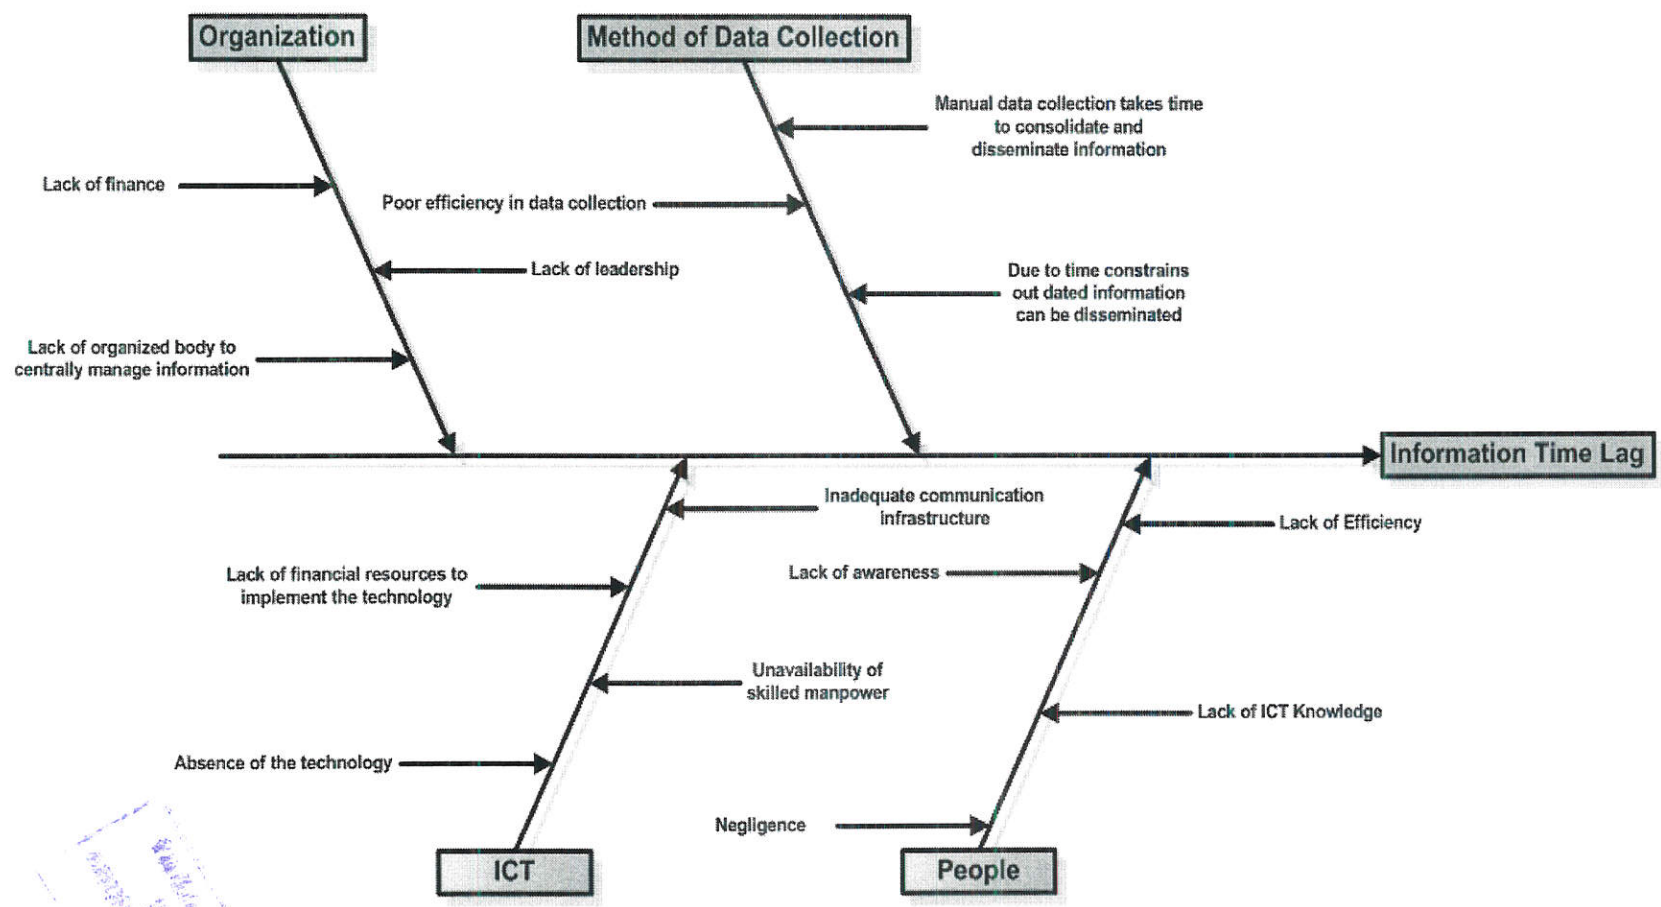 Organization
Method of Data Collection
Manual data collection takes time
to consolidate and
disseminate information
Lack of finance
Poor efficiency in data collection
Lack of leadership
Due to time constrains
out dated information
can be disseminated
Lack of organized body to
centrally manage information
Information Time Lag
Inadequate communication
infrastructure
Lack of Efficiency
Lack of financial resources to
implement the technology
Lack of awareness
Unavailability of
skilled manpower
Lack of ICT Knowledge
Absence of the technology
Negligence
ICT
People